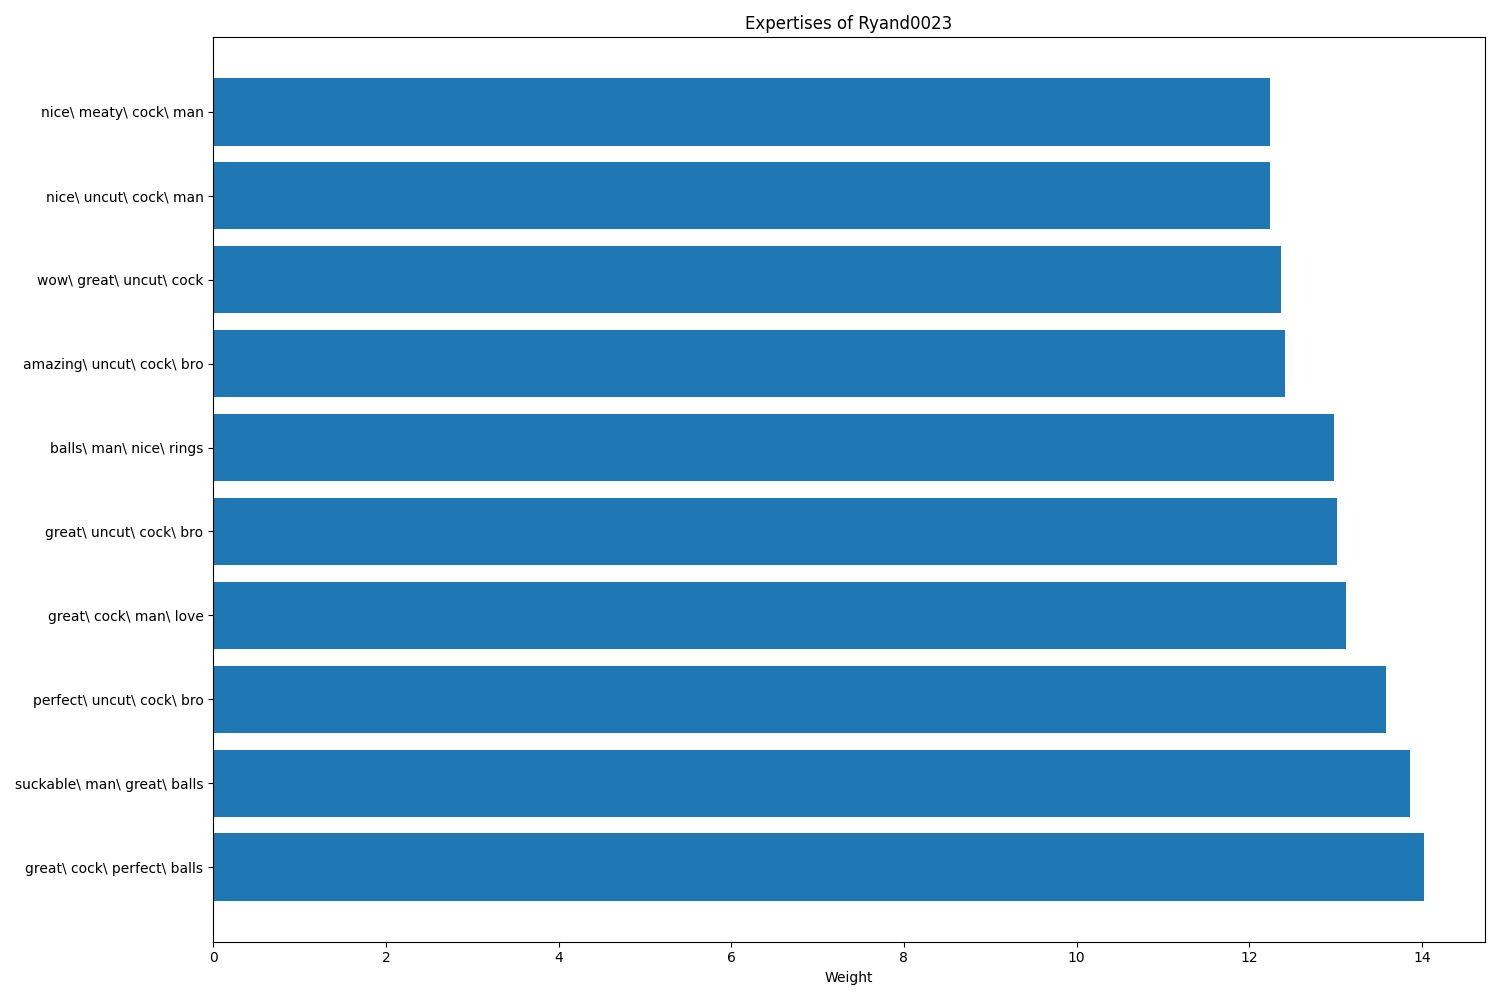 Expertises of Ryand0023
nice\ meaty\ cock\ man
nice\ uncut\ cock\ man
wow\ great\ uncut\ cock
amazing\ uncut\ cock\ bro
balls\ man\ nice\ rings
great\ uncut\ cock\ bro
great\ cock\ man\ love
perfect\ uncut\ cock\ bro
suckable\ man\ great\ balls
great\ cock\ perfect\ balls
0 2 4 6 8 10 12 14
Weight